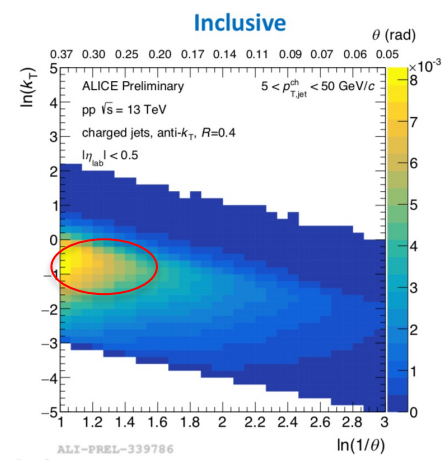 Inclusive
θ (rad)
0.37 0.30 0.25 0.20 0.17 0.14 0.11 0.09 0.07 0.06 0.05
×10⁻³
ln(k_T)
ALICE Preliminary
5 < p^ch_T,jet < 50 GeV/c
pp √s = 13 TeV
charged jets, anti-k_T, R=0.4
|η_lab| < 0.5
5
4
3
2
1
0
−1
−2
−3
−4
−5
8
7
6
5
4
3
2
1
0
1 1.2 1.4 1.6 1.8 2 2.2 2.4 2.6 2.8 3
ln(1/θ)
ALI-PREL-339786